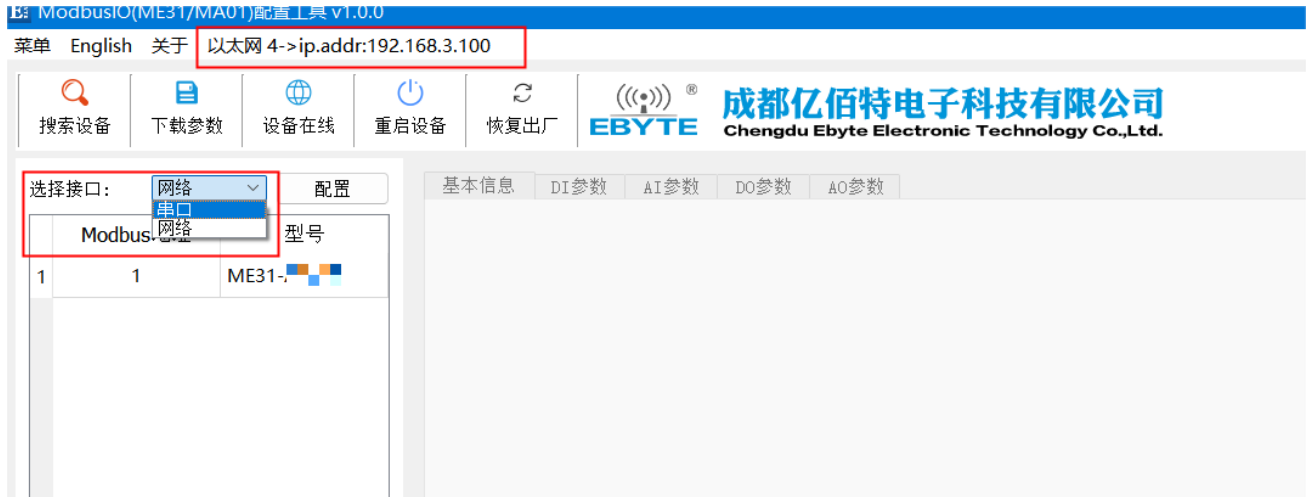 ModbusIO(ME31/MA01)配置工具 v1.0.0
菜单 English 关于 以太网 4->ip.addr:192.168.3.100
搜索设备 下载参数 设备在线 重启设备 恢复出厂
EBYTE ®
成都亿佰特电子科技有限公司
Chengdu Ebyte Electronic Technology Co.,Ltd.
选择接口: 网络 配置
串口
网络
基本信息 DI参数 AI参数 DO参数 AO参数
Modbus 型号
1 1 ME31-